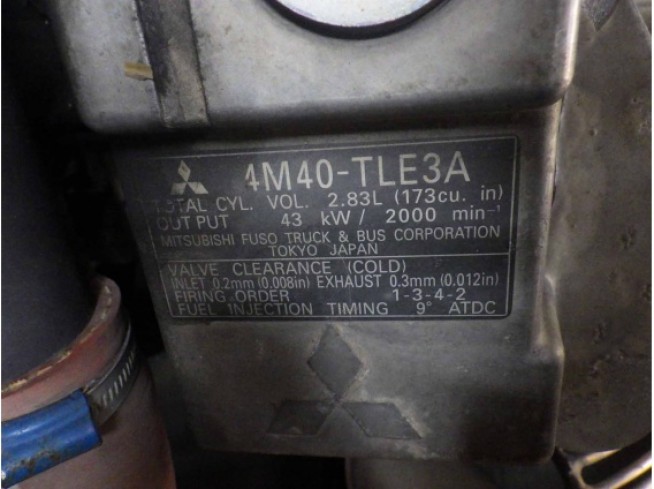 4M40-TLE3A
TOTAL CYL. VOL. 2.83L (173cu. in)
OUTPUT 43 kW / 2000 min⁻¹
MITSUBISHI FUSO TRUCK & BUS CORPORATION
TOKYO JAPAN
VALVE CLEARANCE (COLD)
INLET 0.2mm (0.008in) EXHAUST 0.3mm (0.012in)
FIRING ORDER 1-3-4-2
FUEL INJECTION TIMING 9° ATDC